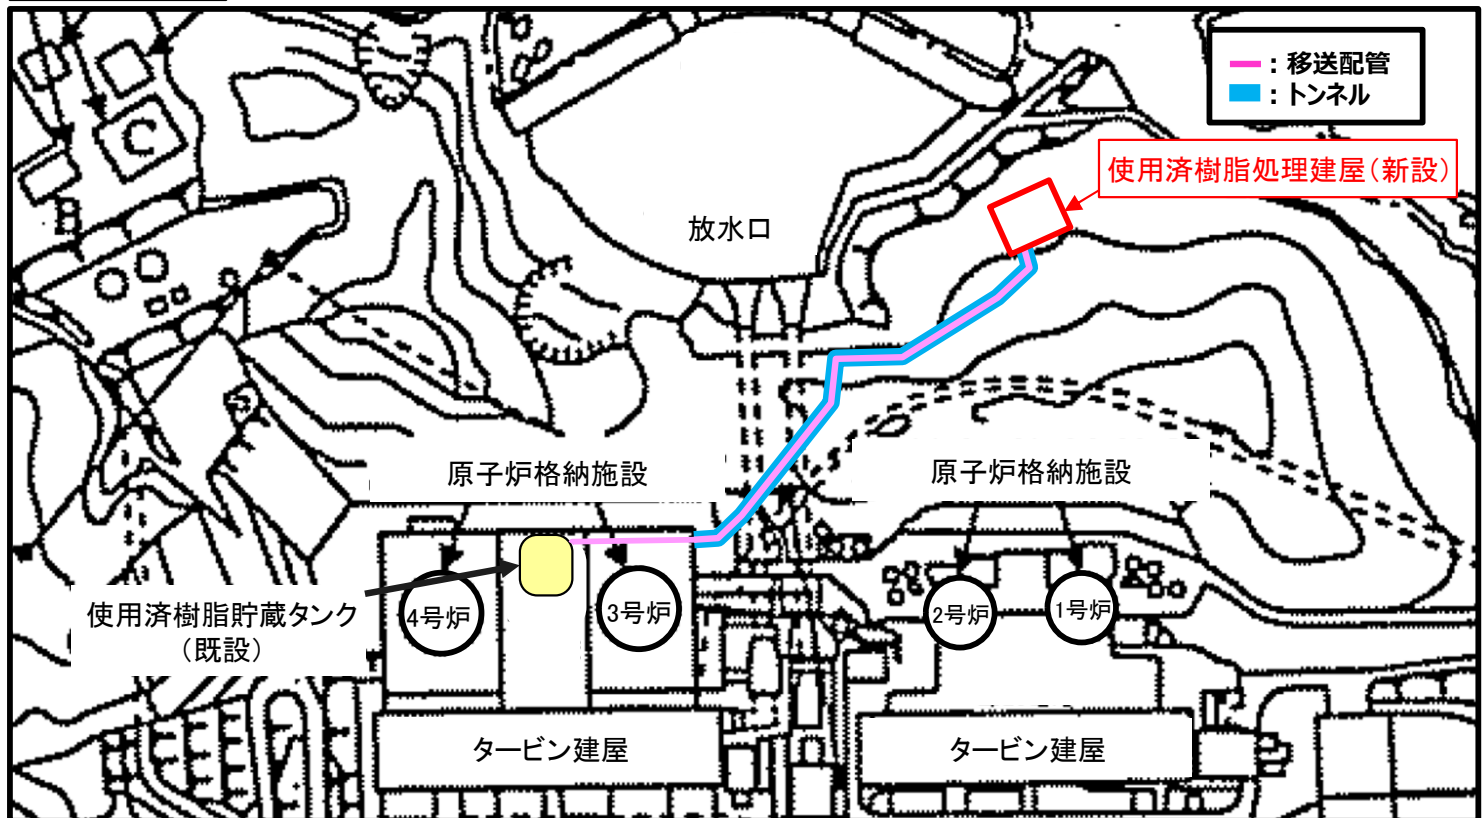 ：移送配管
：トンネル
使用済樹脂処理建屋（新設）
放水口
原子炉格納施設
原子炉格納施設
使用済樹脂貯蔵タンク
（既設）
4号炉
3号炉
2号炉
1号炉
タービン建屋
タービン建屋